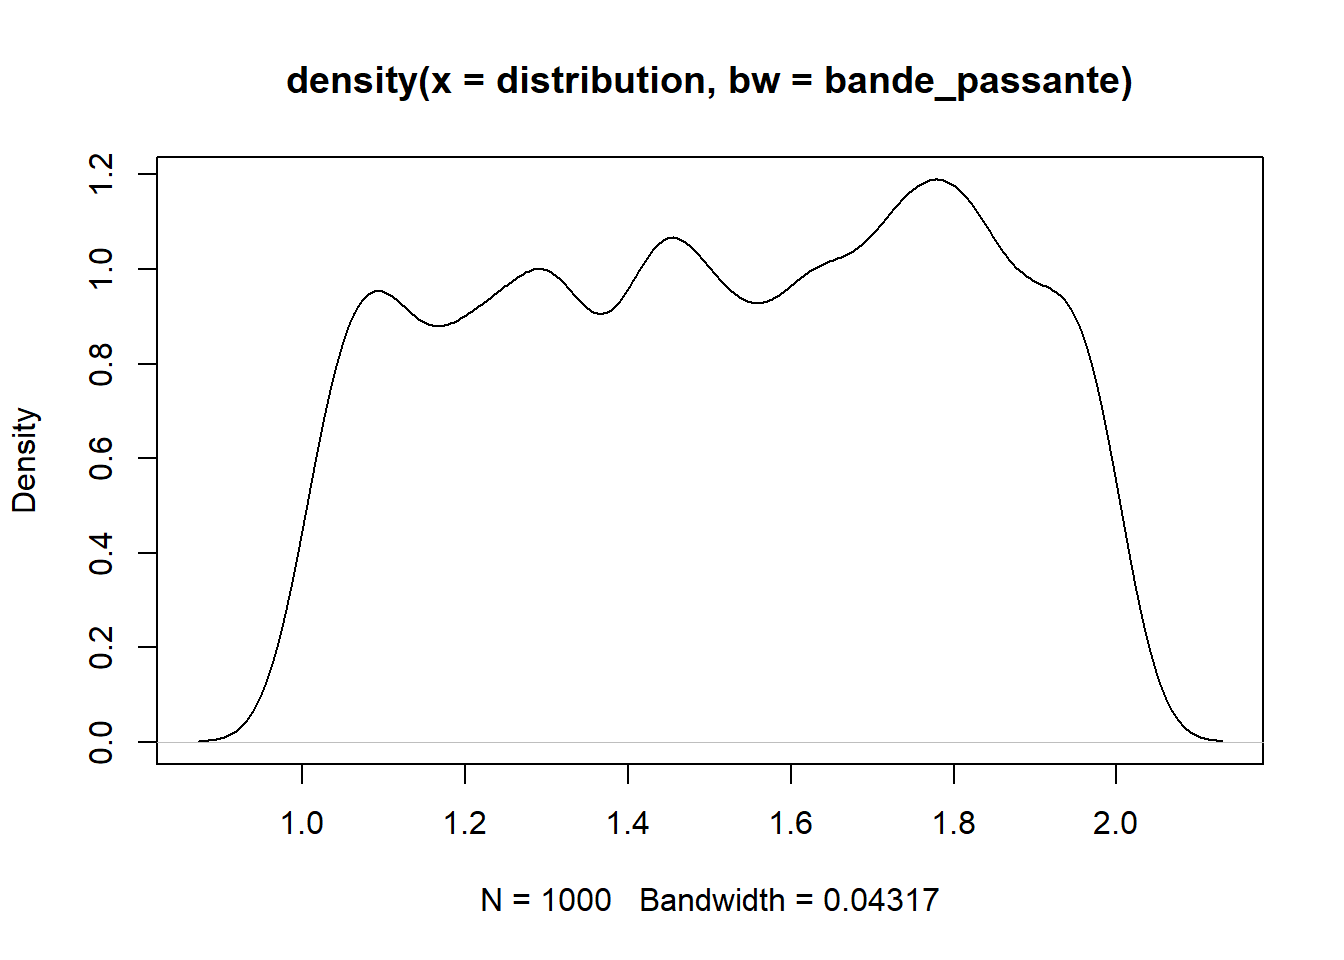 density(x = distribution, bw = bande_passante)
Density
1.2
1.0
0.8
0.6
0.4
0.2
0.0
1.0 1.2 1.4 1.6 1.8 2.0
N = 1000 Bandwidth = 0.04317